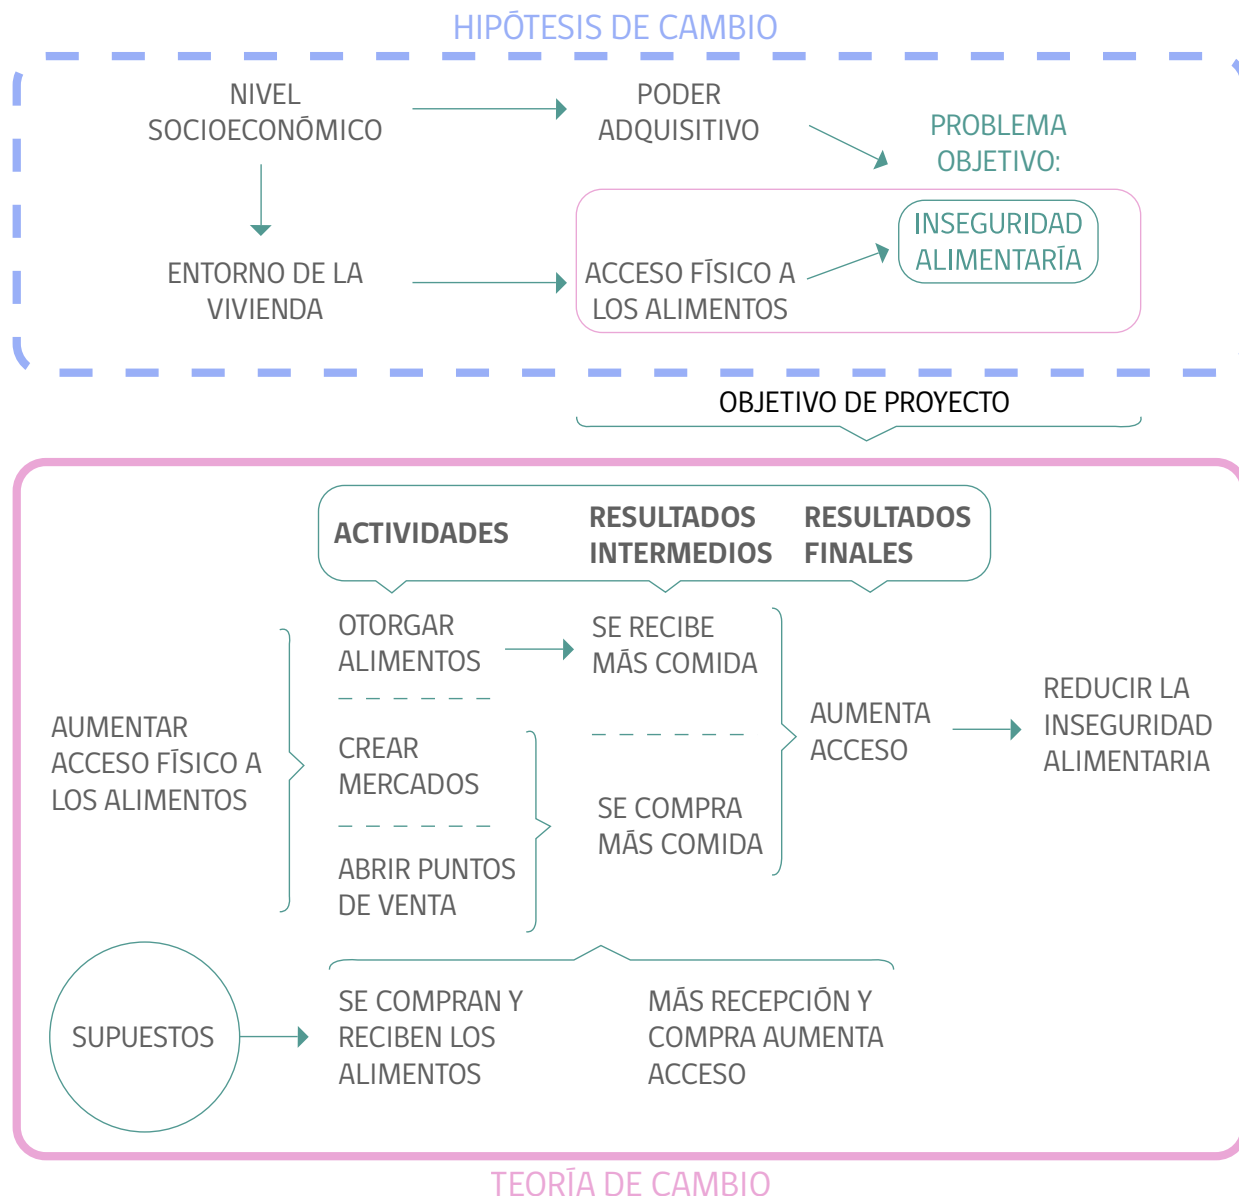 HIPÓTESIS DE CAMBIO
NIVEL
SOCIOECONÓMICO
PODER
ADQUISITIVO
PROBLEMA
OBJETIVO:
INSEGURIDAD
ALIMENTARÍA
ENTORNO DE LA
VIVIENDA
ACCESO FÍSICO A
LOS ALIMENTOS
OBJETIVO DE PROYECTO
ACTIVIDADES
RESULTADOS
INTERMEDIOS
RESULTADOS
FINALES
AUMENTAR
ACCESO FÍSICO A
LOS ALIMENTOS
OTORGAR
ALIMENTOS
SE RECIBE
MÁS COMIDA
CREAR
MERCADOS
ABRIR PUNTOS
DE VENTA
SE COMPRA
MÁS COMIDA
AUMENTA
ACCESO
REDUCIR LA
INSEGURIDAD
ALIMENTARIA
SUPUESTOS
SE COMPRAN Y
RECIBEN LOS
ALIMENTOS
MÁS RECEPCIÓN Y
COMPRA AUMENTA
ACCESO
TEORÍA DE CAMBIO